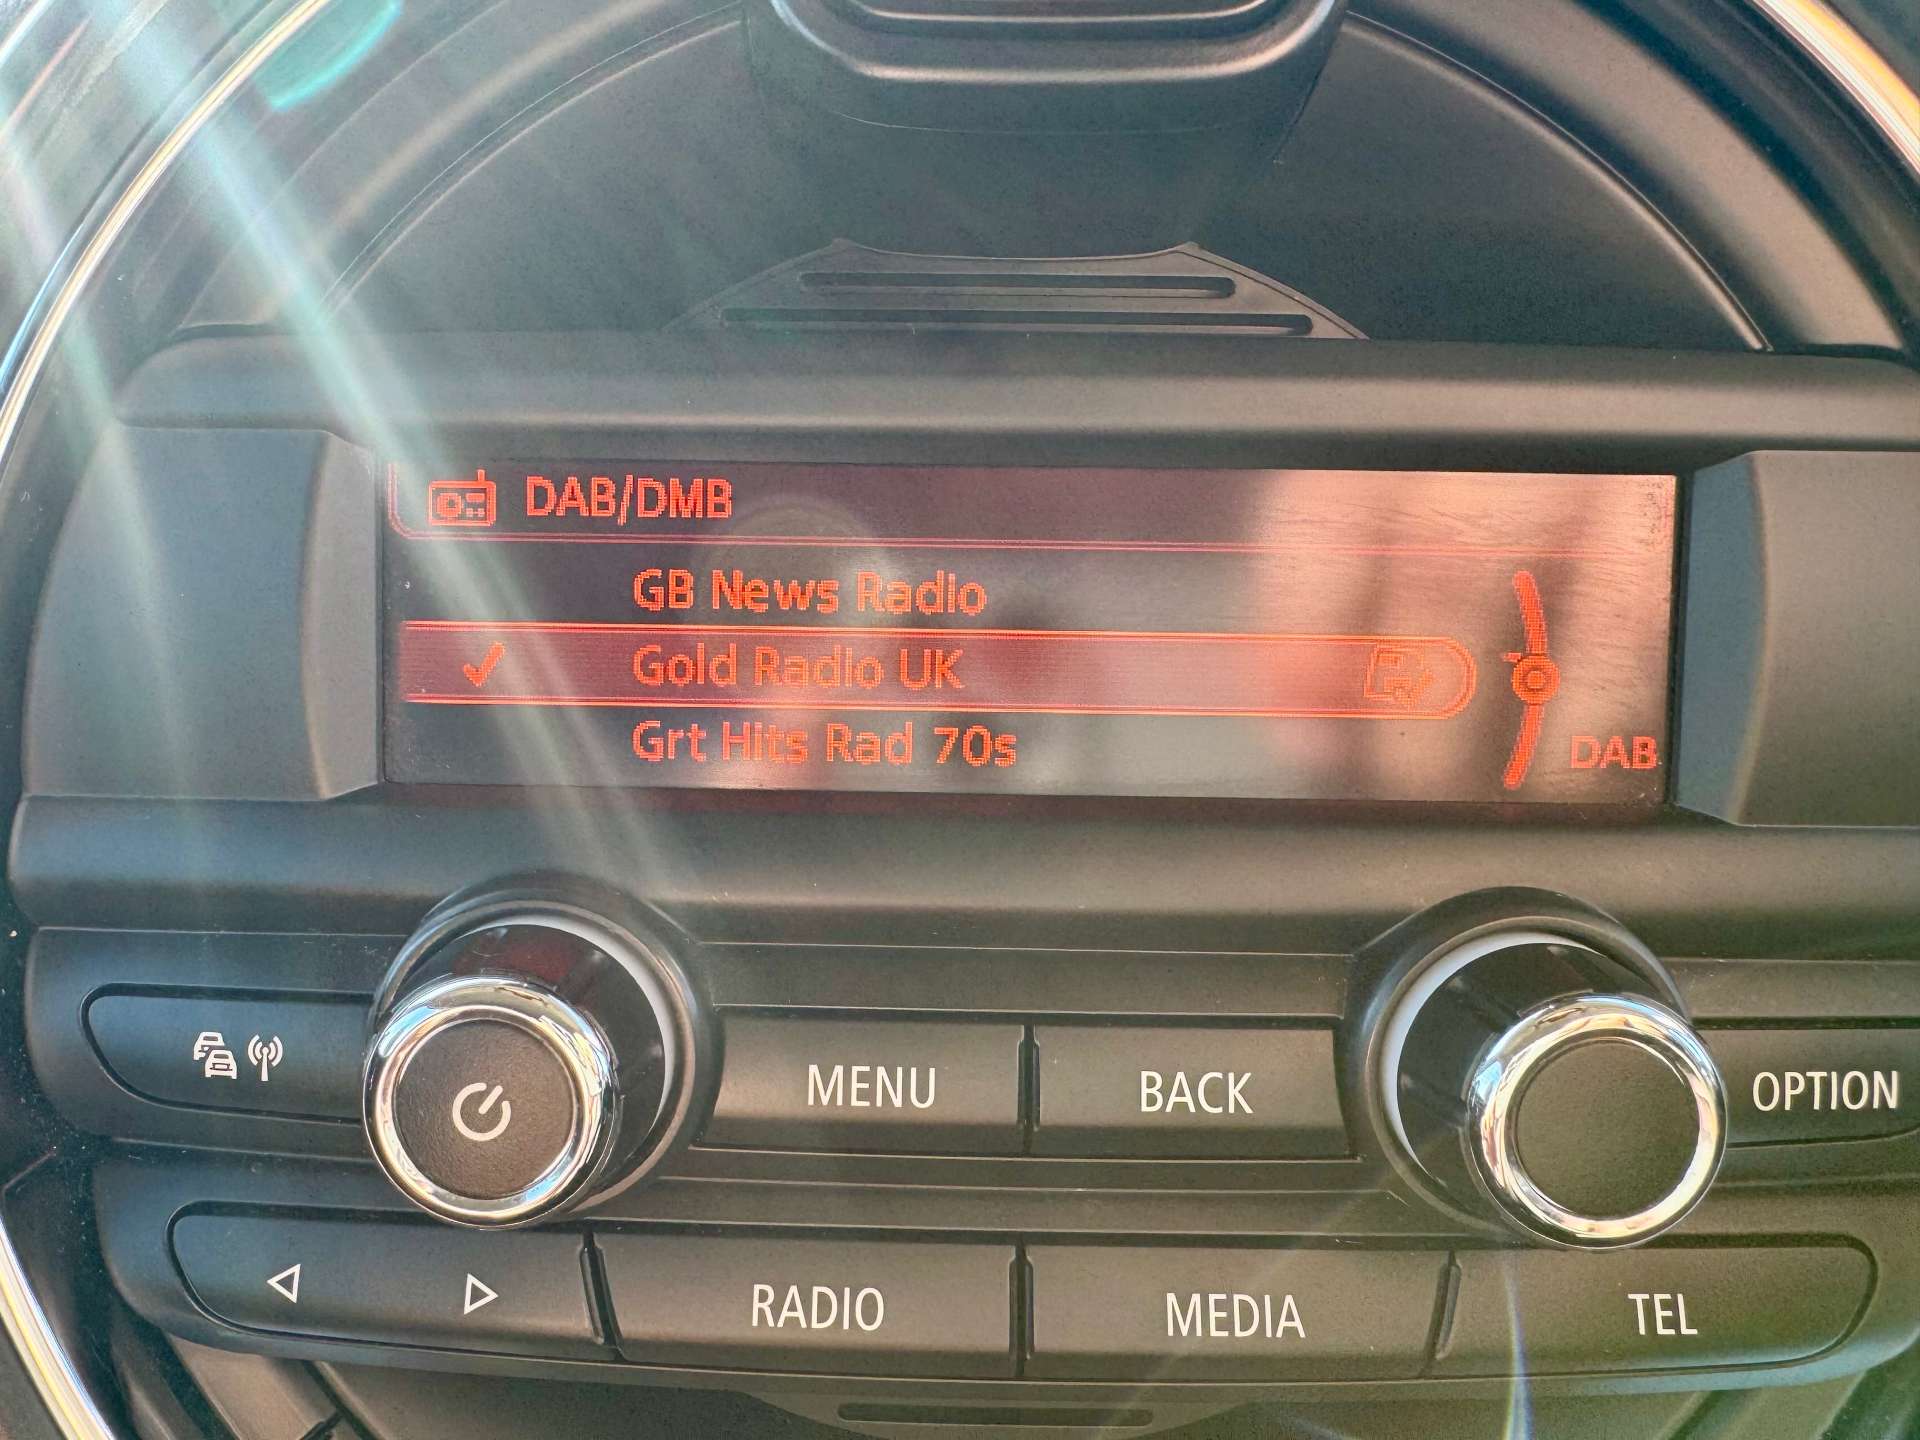 DAB/DMB
GB News Radio
Gold Radio UK
Grt Hits Rad 70s
DAB
MENU
BACK
OPTION
RADIO
MEDIA
TEL